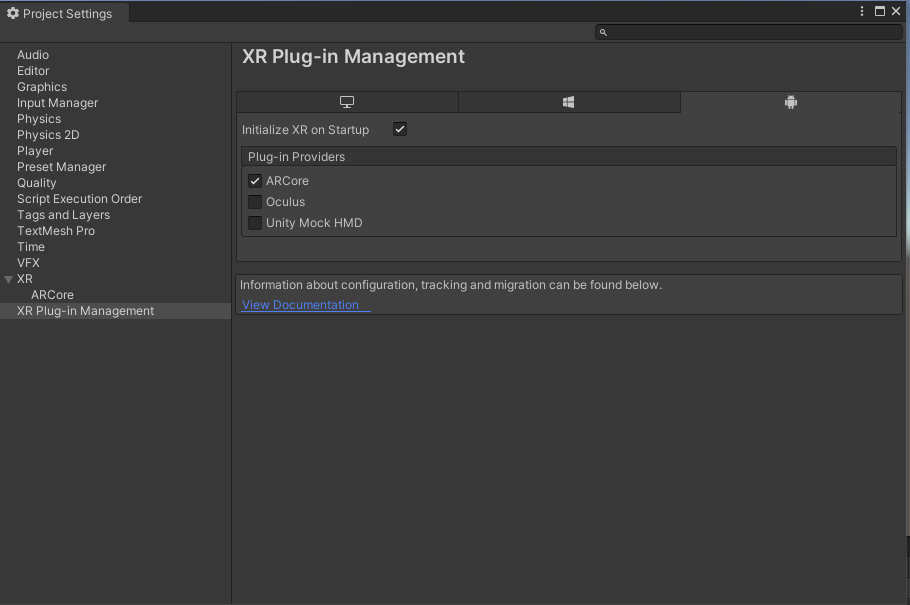 Project Settings
Audio
Editor
Graphics
Input Manager
Physics
Physics 2D
Player
Preset Manager
Quality
Script Execution Order
Tags and Layers
TextMesh Pro
Time
VFX
XR
ARCore
XR Plug-in Management
XR Plug-in Management
Initialize XR on Startup
Plug-in Providers
ARCore
Oculus
Unity Mock HMD
Information about configuration, tracking and migration can be found below.
View Documentation